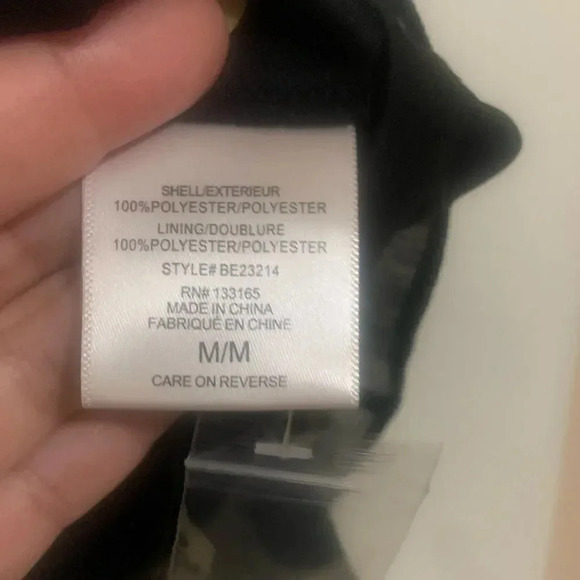 SHELL/EXTERIEUR
100%POLYESTER/POLYESTER
LINING/DOUBLURE
100%POLYESTER/POLYESTER
STYLE# BE23214
RN# 133165
MADE IN CHINA
FABRIQUÉ EN CHINE
M/M
CARE ON REVERSE